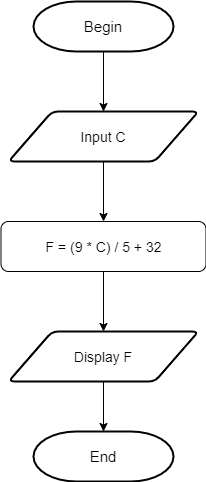 Begin
Input C
F = (9 * C) / 5 + 32
Display F
End